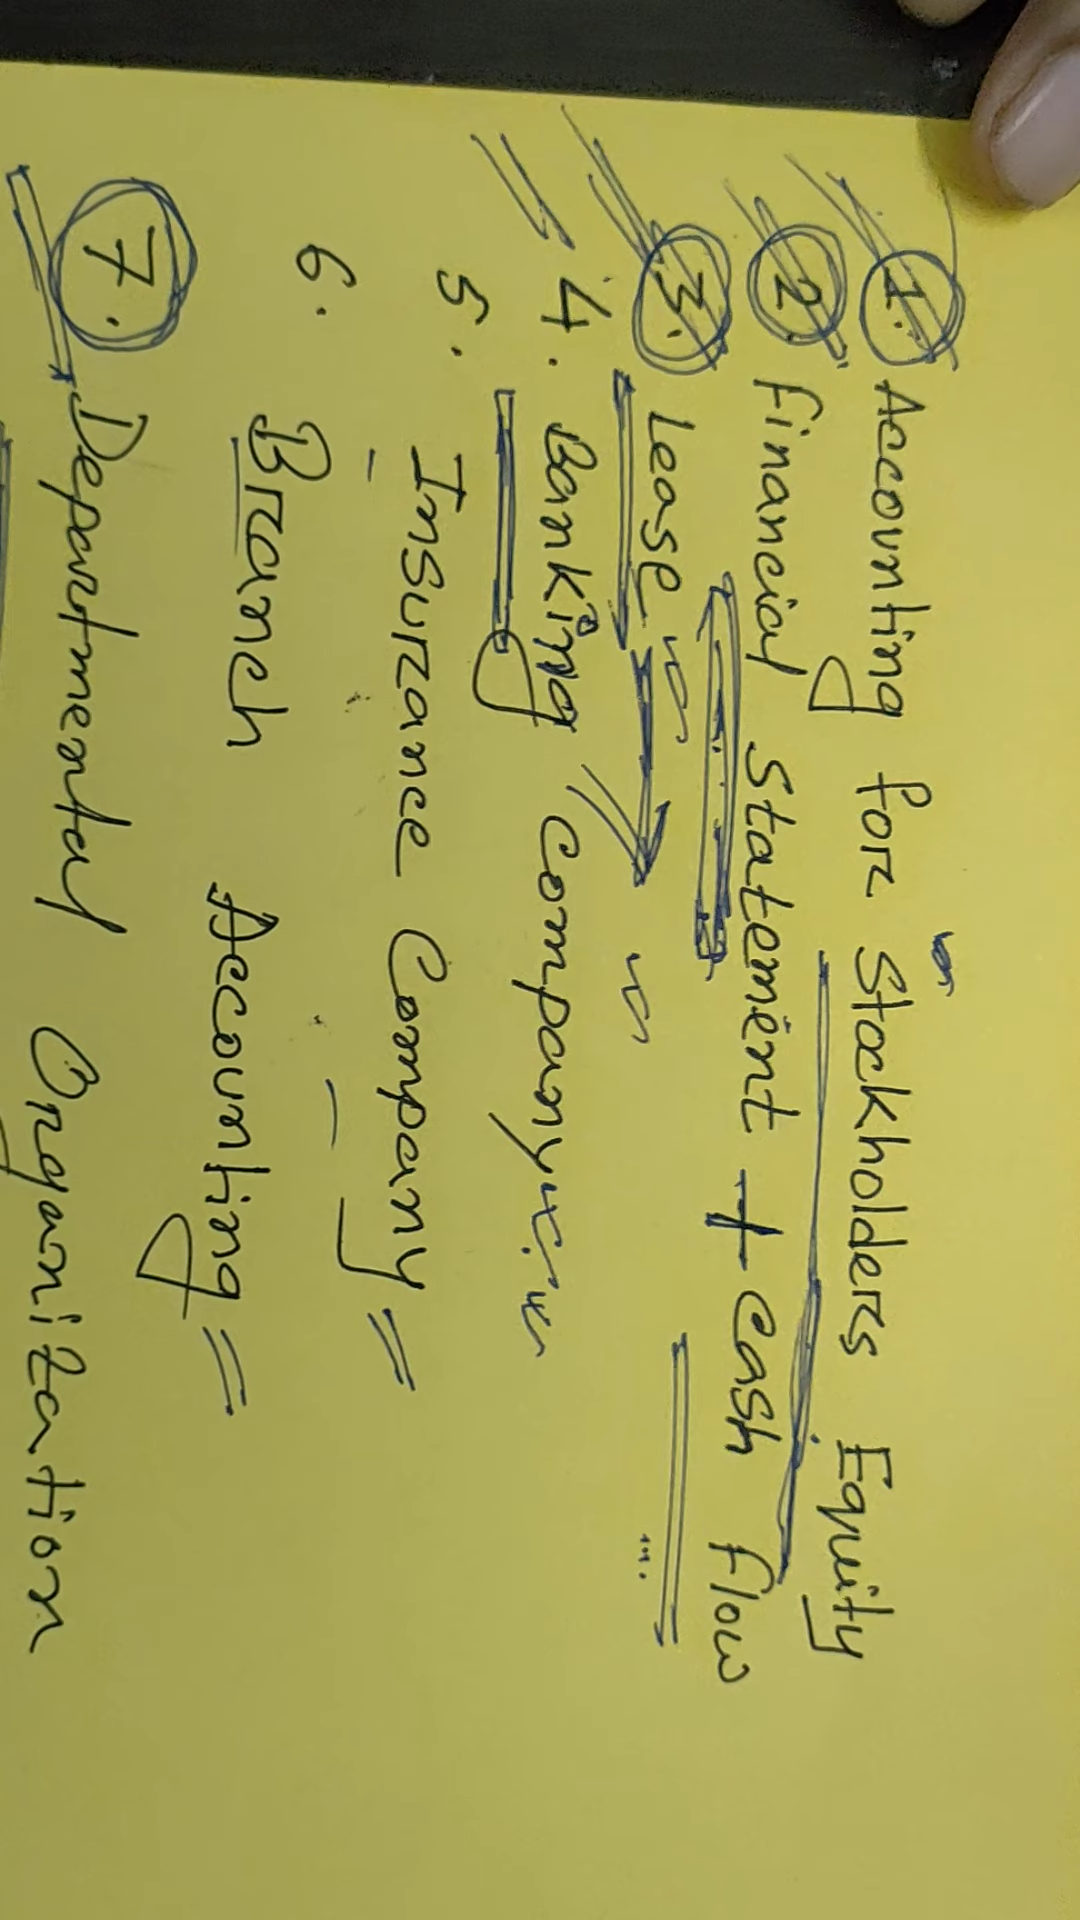 1. Accounting for Stockholders Equity
2. Financial Statement + Cash Flow
3. Lease
4. Banking Company
5. Insurance Company
6. Branch Accounting
7. Departmental Organization